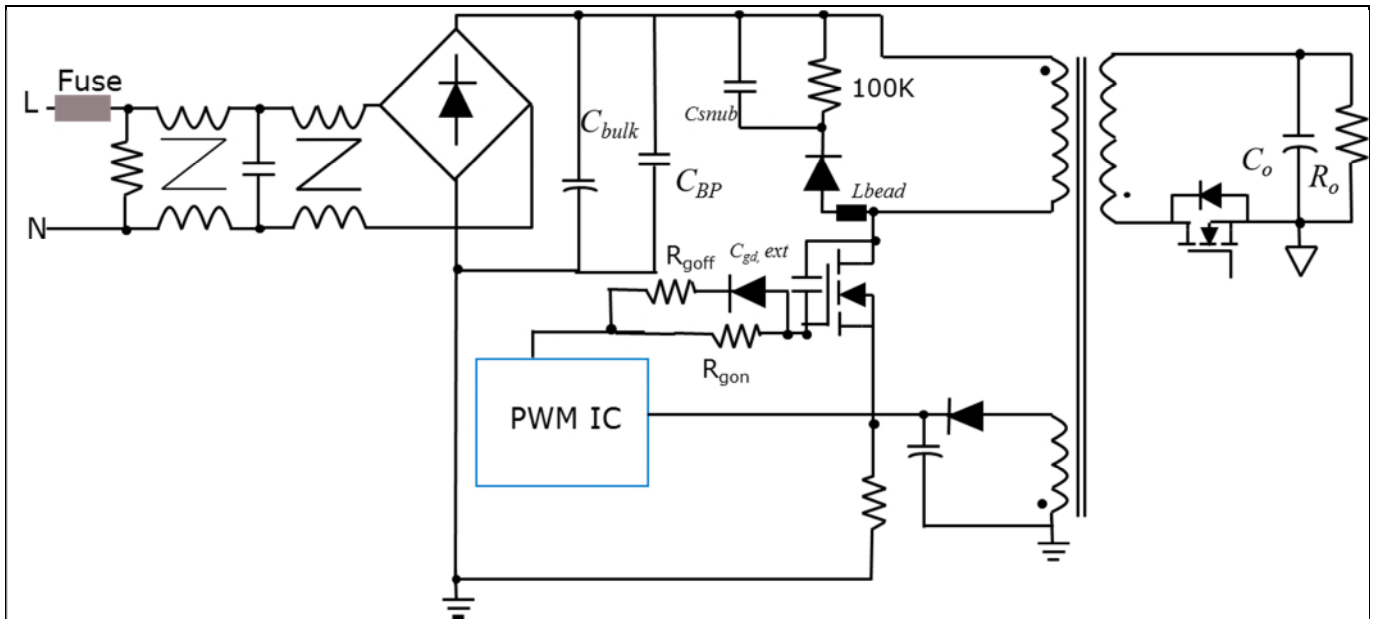 Fuse
L
N
Cbulk
CBP
Csnub
100K
Lbead
Co
Ro
Rgoff
Cgd, ext
Rgon
PWM IC